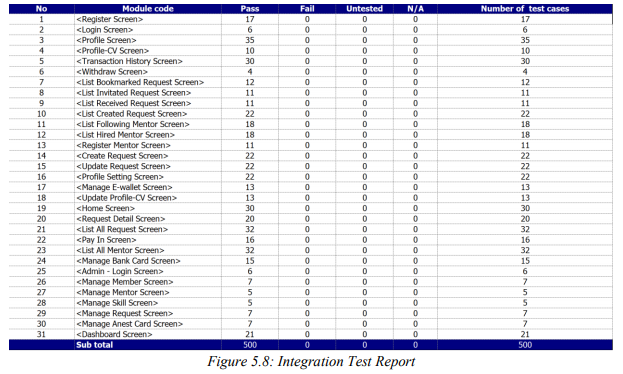 No Module code Pass Fail Untested N/A Number of test cases
1 <Register Screen> 17 0 0 0 17
2 <Login Screen> 6 0 0 0 6
3 <Profile Screen> 35 0 0 0 35
4 <Profile-CV Screen> 10 0 0 0 10
5 <Transaction History Screen> 30 0 0 0 30
6 <Withdraw Screen> 4 0 0 0 4
7 <List Bookmarked Request Screen> 12 0 0 0 12
8 <List Invitated Request Screen> 11 0 0 0 11
9 <List Received Request Screen> 11 0 0 0 11
10 <List Created Request Screen> 22 0 0 0 22
11 <List Following Mentor Screen> 18 0 0 0 18
12 <List Hired Mentor Screen> 18 0 0 0 18
13 <Register Mentor Screen> 11 0 0 0 11
14 <Create Request Screen> 22 0 0 0 22
15 <Update Request Screen> 22 0 0 0 22
16 <Profile Setting Screen> 22 0 0 0 22
17 <Manage E-wallet Screen> 13 0 0 0 13
18 <Update Profile-CV Screen> 13 0 0 0 13
19 <Home Screen> 30 0 0 0 30
20 <Request Detail Screen> 20 0 0 0 20
21 <List All Request Screen> 32 0 0 0 32
22 <Pay In Screen> 16 0 0 0 16
23 <List All Mentor Screen> 32 0 0 0 32
24 <Manage Bank Card Screen> 15 0 0 0 15
25 <Admin - Login Screen> 6 0 0 0 6
26 <Manage Member Screen> 7 0 0 0 7
27 <Manage Mentor Screen> 5 0 0 0 5
28 <Manage Skill Screen> 5 0 0 0 5
29 <Manage Request Screen> 7 0 0 0 7
30 <Manage Anest Card Screen> 7 0 0 0 7
31 <Dashboard Screen> 21 0 0 0 21
Sub total 500 0 0 0 500
Figure 5.8: Integration Test Report